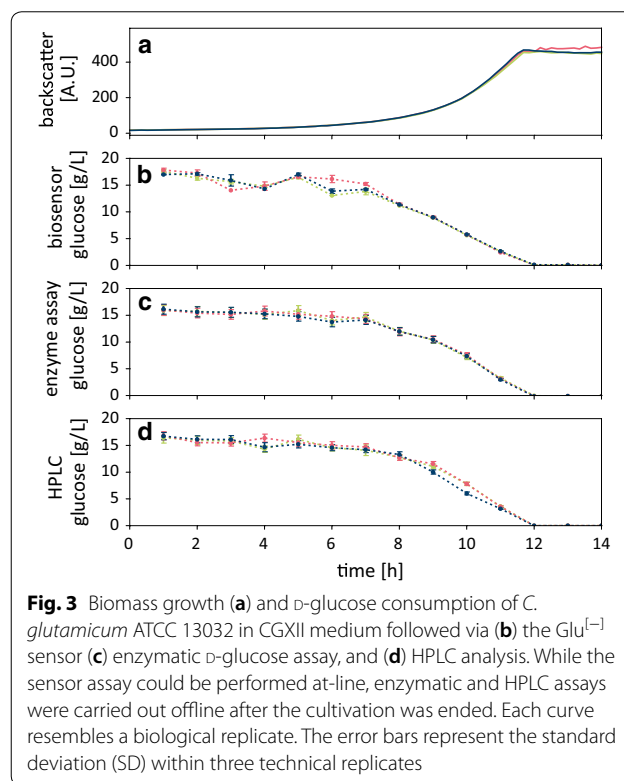 a
backscatter
[A.U.]
400
0
b
biosensor
glucose [g/L]
20
15
10
5
0
c
enzyme assay
glucose [g/L]
20
15
10
5
0
d
HPLC
glucose [g/L]
20
15
10
5
0
0 2 4 6 8 10 12 14
time [h]
Fig. 3 Biomass growth (a) and D-glucose consumption of C.
glutamicum ATCC 13032 in CGXII medium followed via (b) the Glu[−]
sensor (c) enzymatic D-glucose assay, and (d) HPLC analysis. While the
sensor assay could be performed at-line, enzymatic and HPLC assays
were carried out offline after the cultivation was ended. Each curve
resembles a biological replicate. The error bars represent the standard
deviation (SD) within three technical replicates